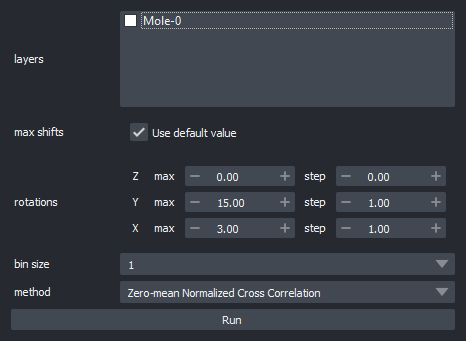 Mole-0
layers
max shifts Use default value
Z max − 0.00 + step − 0.00 +
rotations Y max − 15.00 + step − 1.00 +
X max − 3.00 + step − 1.00 +
bin size 1
method Zero-mean Normalized Cross Correlation
Run